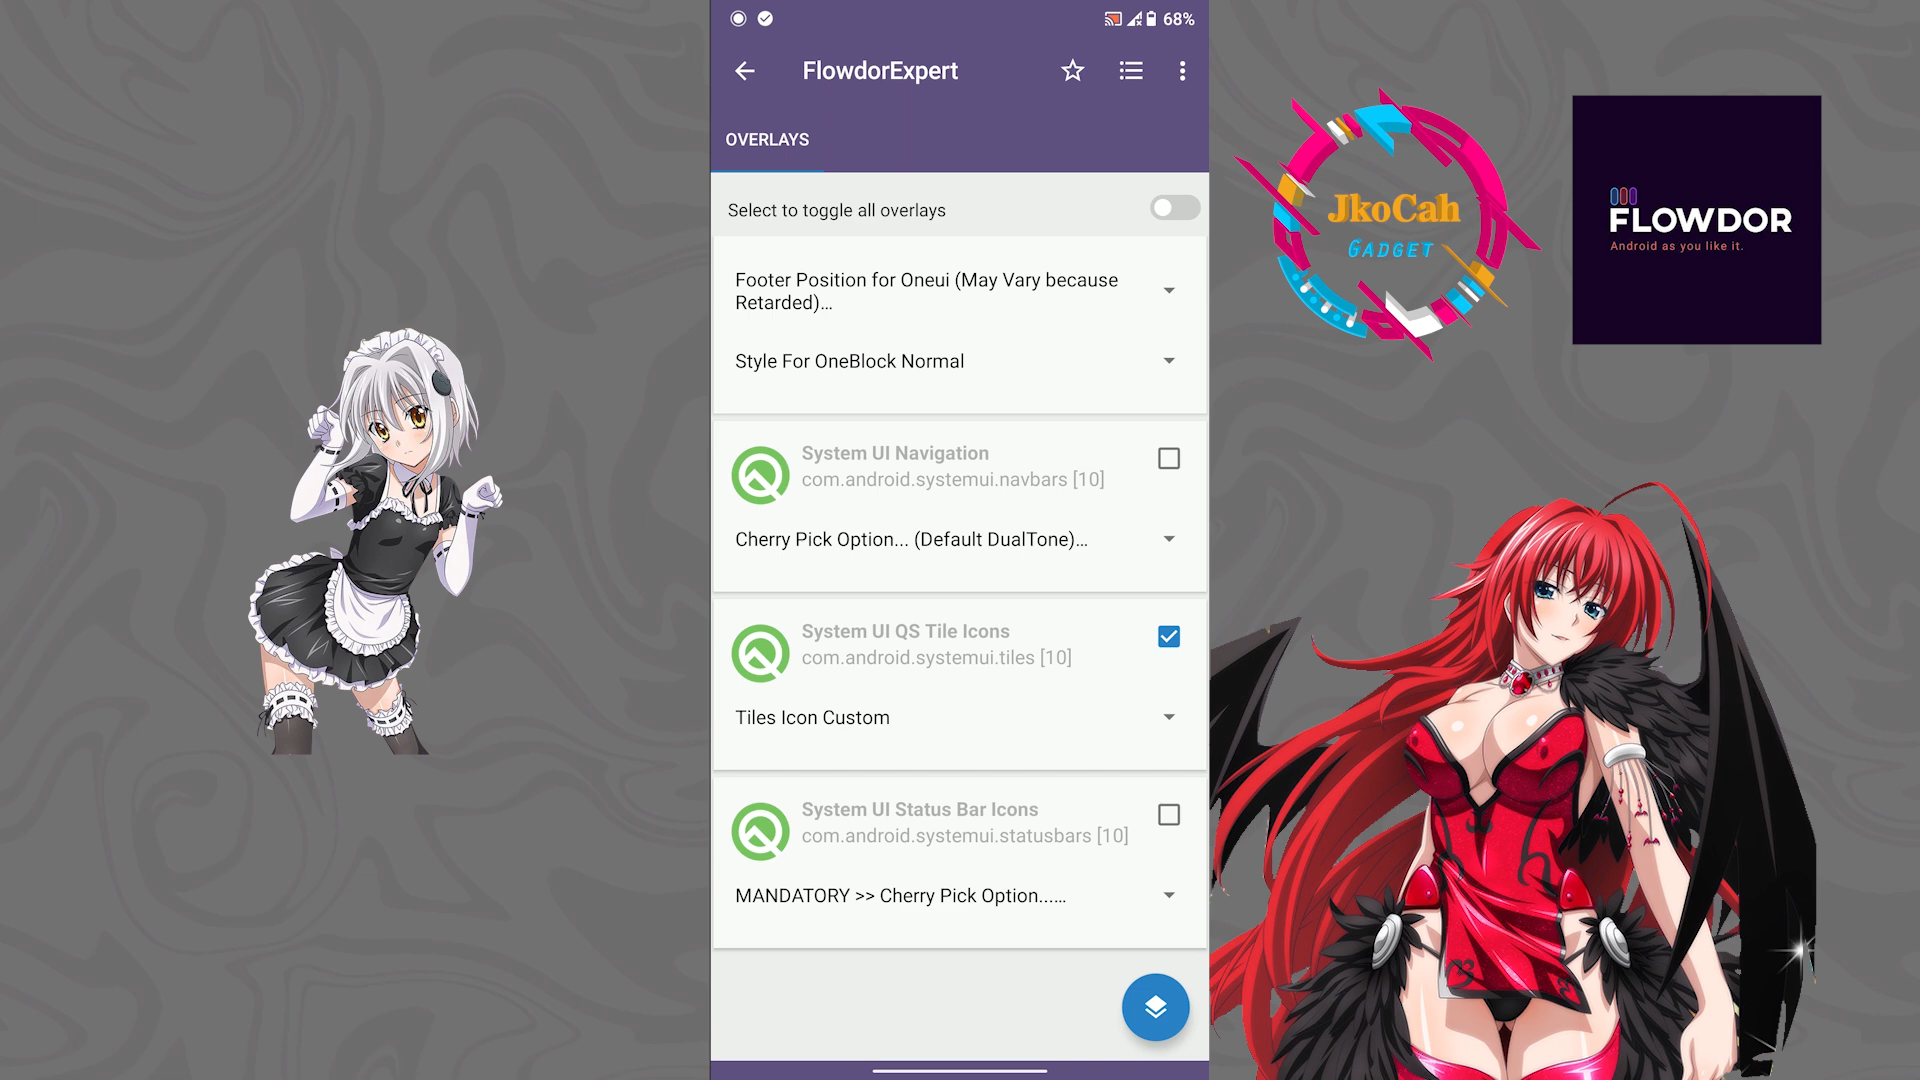 68%
FlowdorExpert
OVERLAYS
Select to toggle all overlays
Footer Position for Oneui (May Vary because
Retarded)...
Style For OneBlock Normal
System UI Navigation
com.android.systemui.navbars [10]
Cherry Pick Option... (Default DualTone)...
System UI QS Tile Icons
com.android.systemui.tiles [10]
Tiles Icon Custom
System UI Status Bar Icons
com.android.systemui.statusbars [10]
MANDATORY >> Cherry Pick Option......
JkoCah
GADGET
FLOWDOR
Android as you like it.